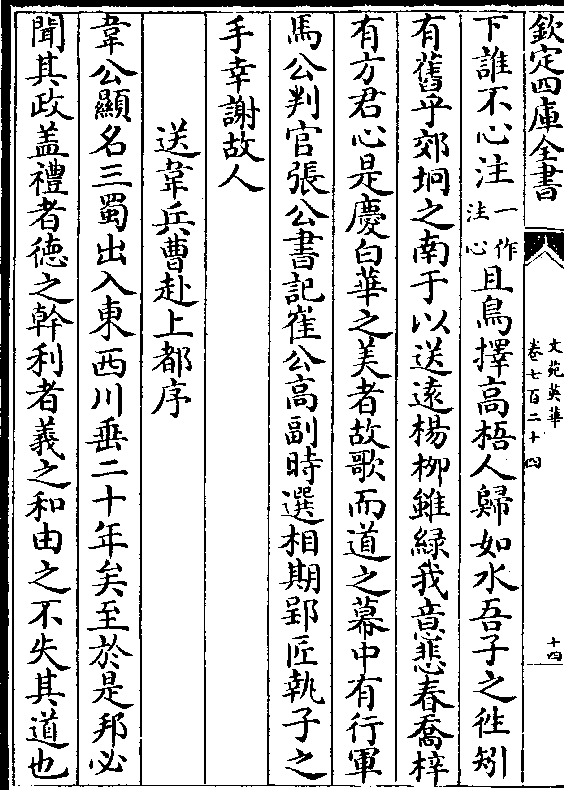 欽定四庫全書
文苑英華
卷七百二十四
十四
下誰不心注一作注心且鳥擇高梧人歸如水吾子之徃矧
有舊乎郊坰之南于以送逺楊栁雖緑我意悲春喬梓
有方君心是慶白華之美者故歌而道之幕中有行軍
馬公判官張公書記崔公高副時選相期郢匠執子之
手幸謝故人
送韋兵曹赴上都序
韋公顯名三蜀出入東西川垂二十年矣至於是邦必
聞其政盖禮者徳之幹利者義之和由之不失其道也